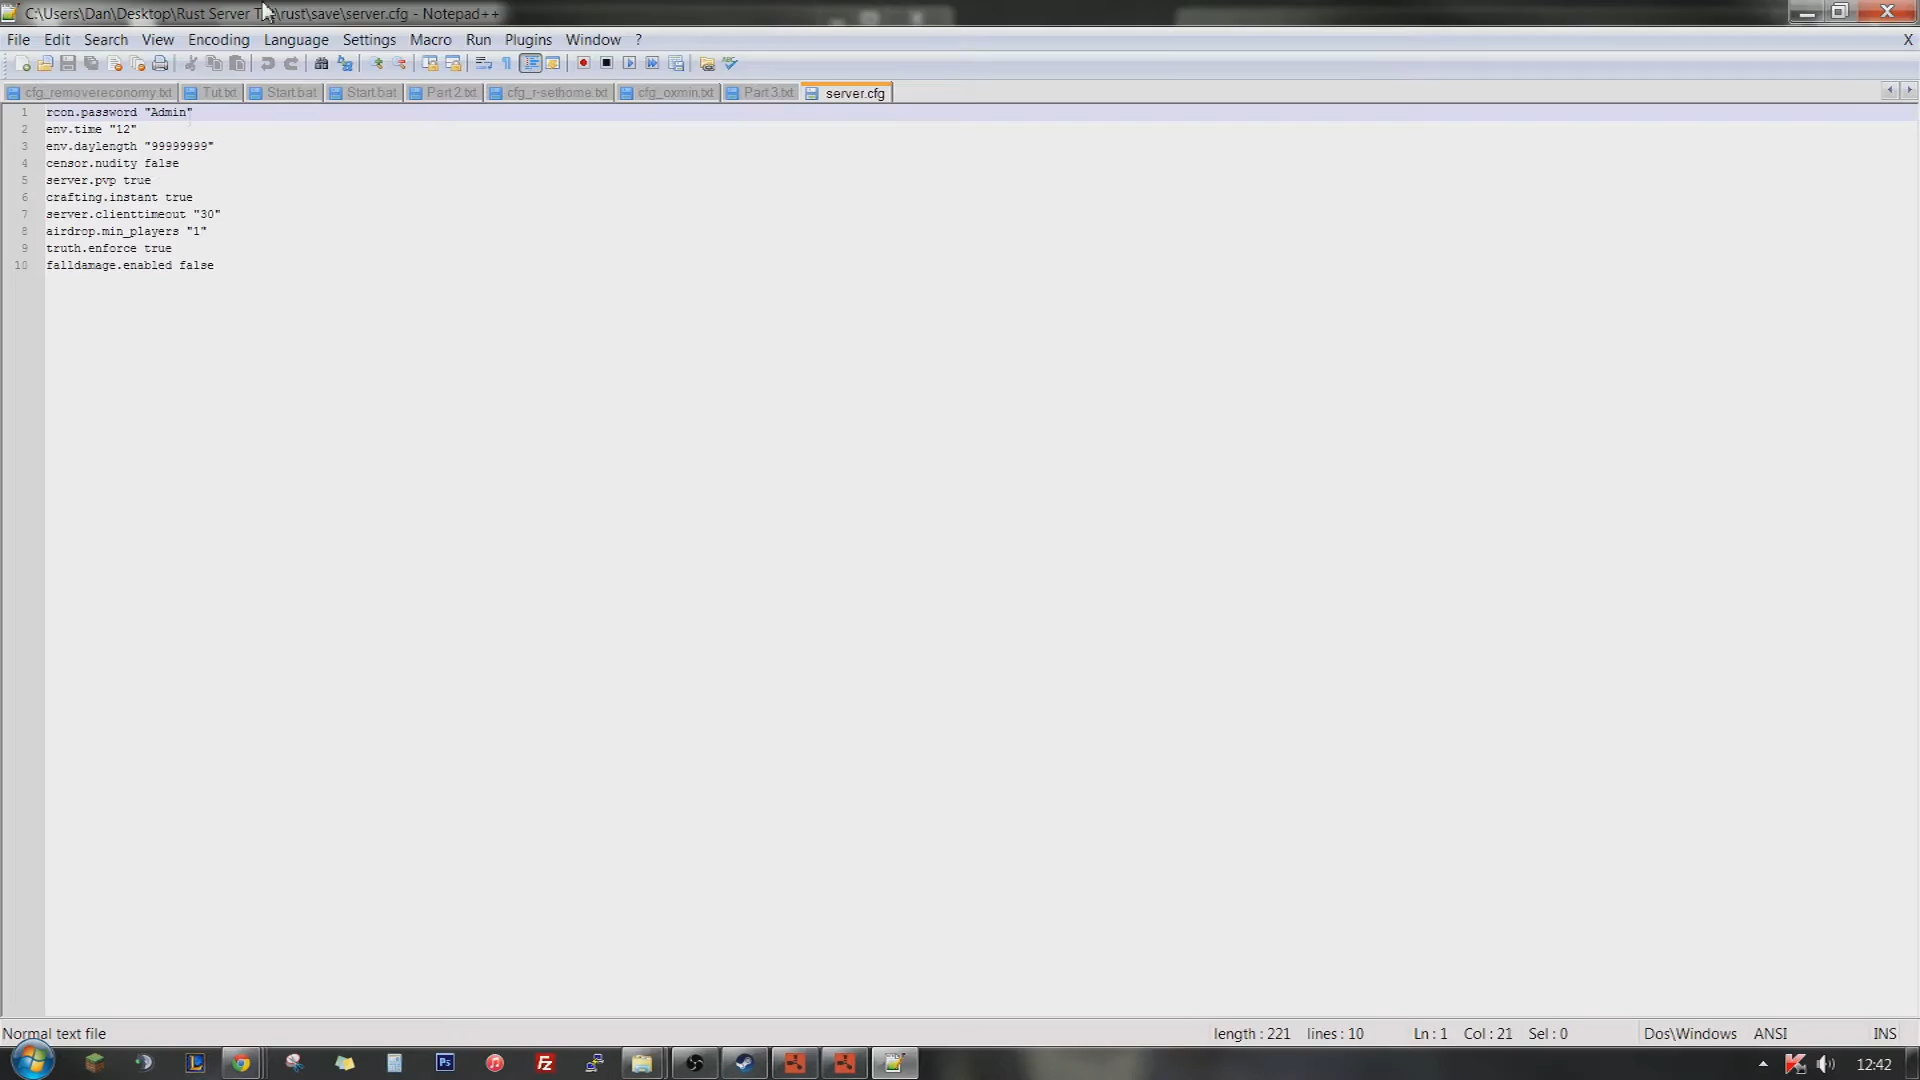 C:\Users\Dan\Desktop\Rust Server T \rust\save\server.cfg - Notepad++
File Edit Search View Encoding Language Settings Macro Run Plugins Window ? X
cfg_removereconomy.txt Tut.txt Start.bat Start.bat Part 2.txt cfg_r-sethome.txt cfg_oxmin.txt Part 3.txt server.cfg
1 rcon.password "Admin"
2 env.time "12"
3 env.daylength "99999999"
4 censor.nudity false
5 server.pvp true
6 crafting.instant true
7 server.clienttimeout "30"
8 airdrop.min_players "1"
9 truth.enforce true
10 falldamage.enabled false
Normal text file length : 221 lines : 10 Ln : 1 Col : 21 Sel : 0 Dos\Windows ANSI INS
12:42